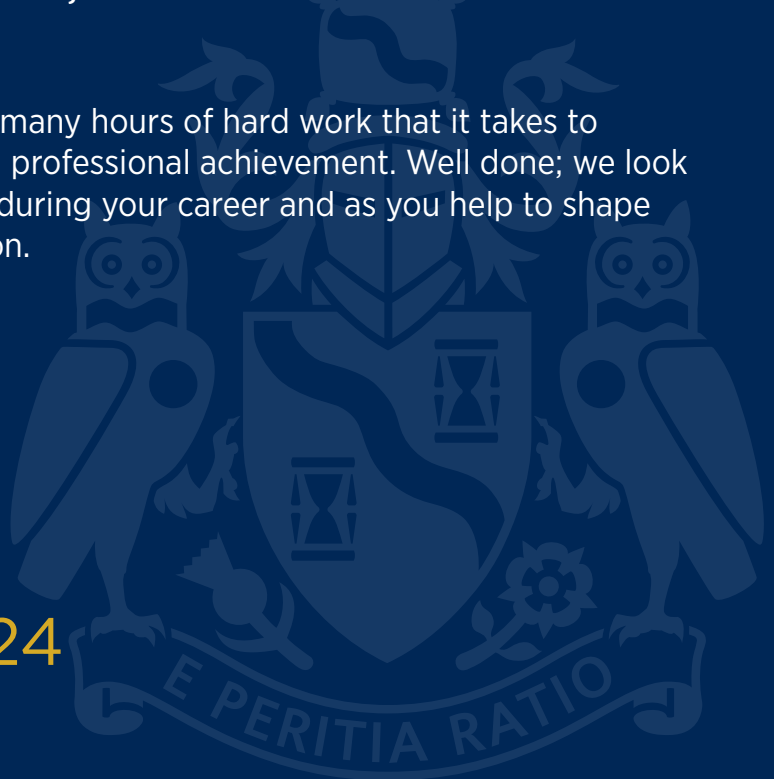 many hours of hard work that it takes to
professional achievement. Well done; we look
during your career and as you help to shape
on.
24
E PERITIA RATIO